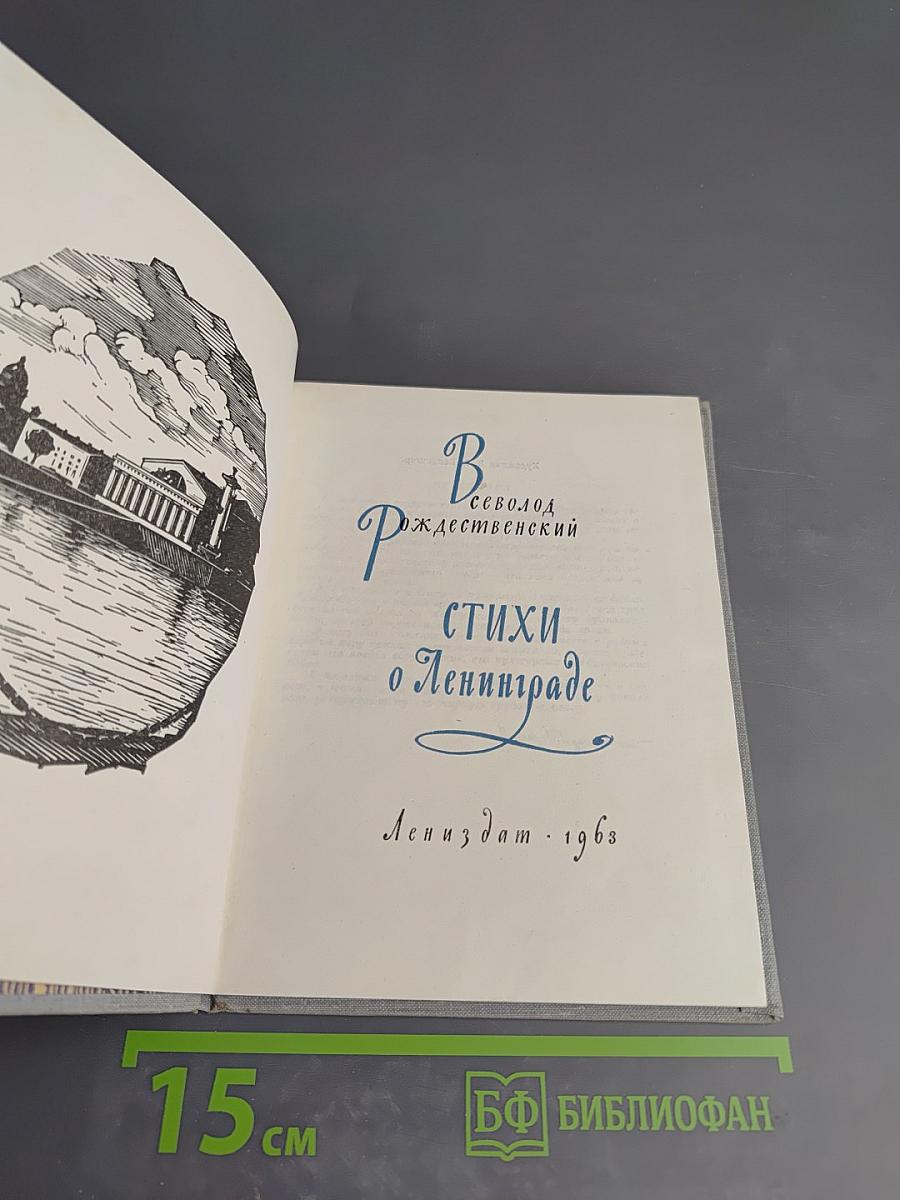 Всеволод
Рождественский
СТИХИ
о Ленинграде
Лениздат · 1963
15 см
БФ БИБЛИОФАН